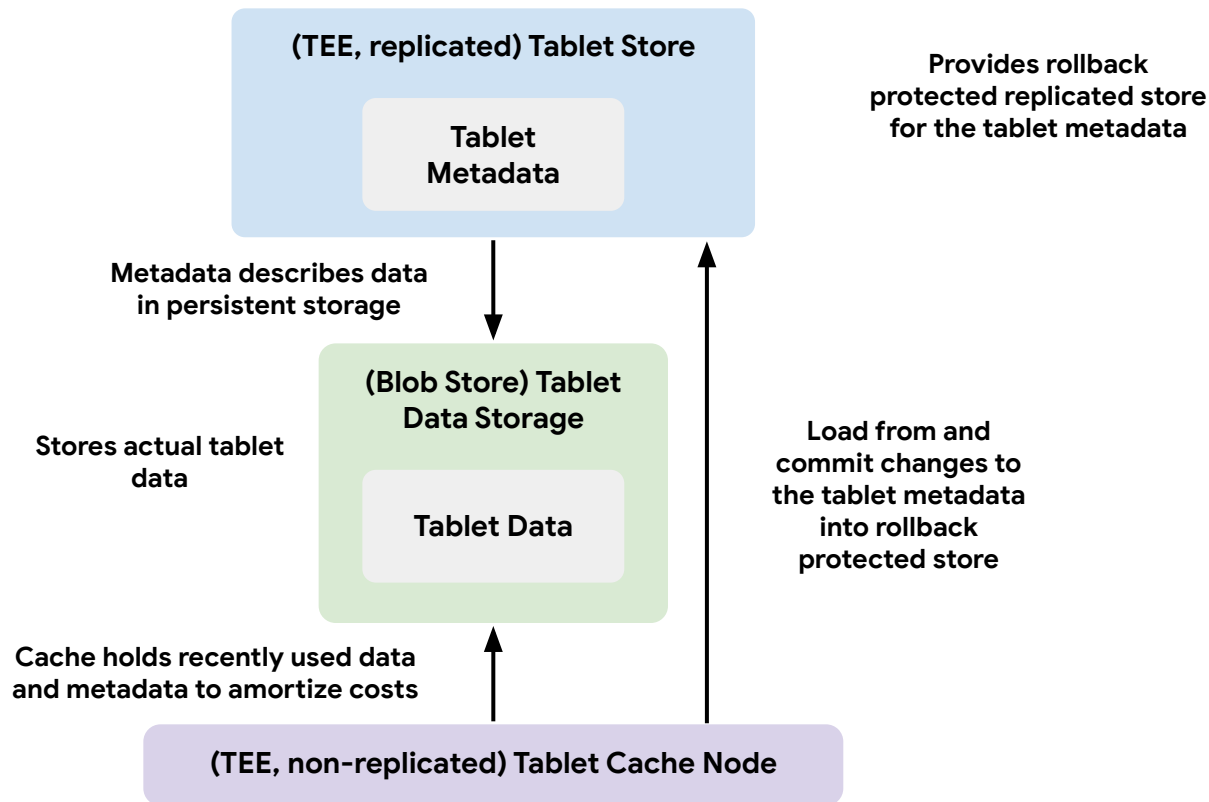 (TEE, replicated) Tablet Store
Tablet
Metadata
Provides rollback
protected replicated store
for the tablet metadata
Metadata describes data
in persistent storage
(Blob Store) Tablet
Data Storage
Stores actual tablet
data
Tablet Data
Load from and
commit changes to
the tablet metadata
into rollback
protected store
Cache holds recently used data
and metadata to amortize costs
(TEE, non-replicated) Tablet Cache Node